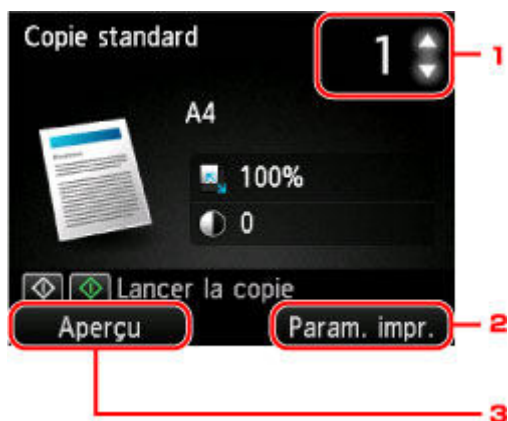 Copie standard
1
1
A4
100%
0
Lancer la copie
Aperçu
Param. impr.
2
3